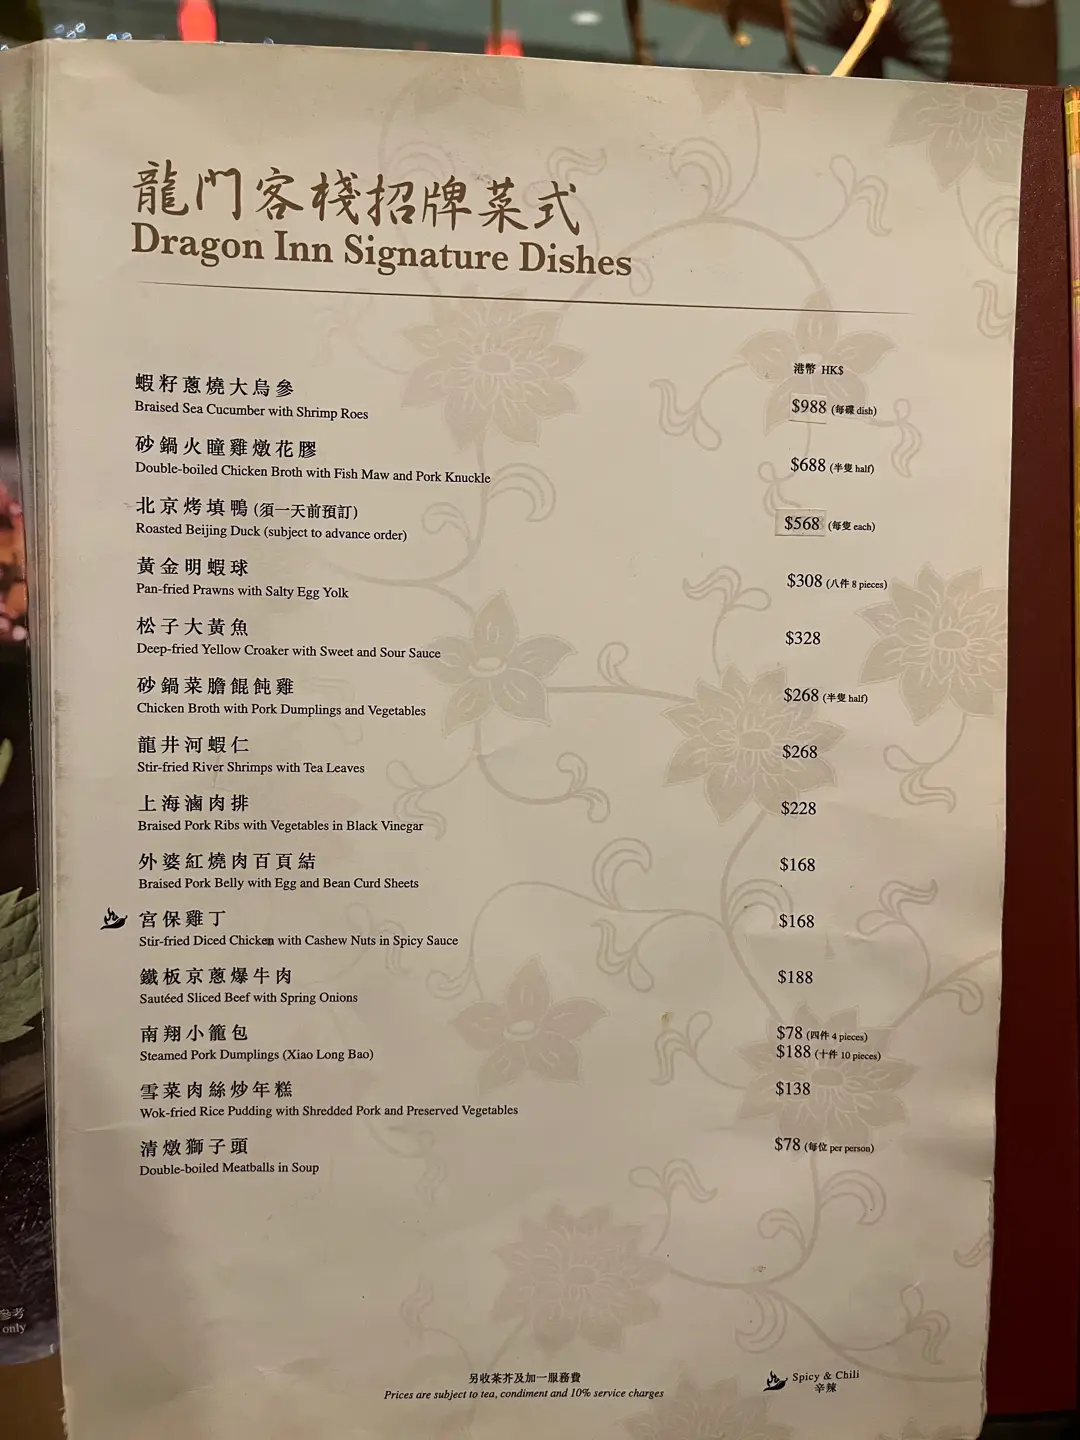 龍門客棧招牌菜式
Dragon Inn Signature Dishes
港幣 HK$
蝦籽蔥燒大烏參
Braised Sea Cucumber with Shrimp Roes
$988 (每碟 dish)
砂鍋火瞳雞燉花膠
Double-boiled Chicken Broth with Fish Maw and Pork Knuckle
$688 (半隻 half)
北京烤填鴨 (須一天前預訂)
Roasted Beijing Duck (subject to advance order)
$568 (每隻 each)
黃金明蝦球
Pan-fried Prawns with Salty Egg Yolk
$308 (八件 8 pieces)
松子大黃魚
Deep-fried Yellow Croaker with Sweet and Sour Sauce
$328
砂鍋菜膽餛飩雞
Chicken Broth with Pork Dumplings and Vegetables
$268 (半隻 half)
龍井河蝦仁
Stir-fried River Shrimps with Tea Leaves
$268
上海滷肉排
Braised Pork Ribs with Vegetables in Black Vinegar
$228
外婆紅燒肉百頁結
Braised Pork Belly with Egg and Bean Curd Sheets
$168
宮保雞丁
Stir-fried Diced Chicken with Cashew Nuts in Spicy Sauce
$168
鐵板京蔥爆牛肉
Sautéed Sliced Beef with Spring Onions
$188
南翔小籠包
Steamed Pork Dumplings (Xiao Long Bao)
$78 (四件 4 pieces)
$188 (十件 10 pieces)
雪菜肉絲炒年糕
Wok-fried Rice Pudding with Shredded Pork and Preserved Vegetables
$138
清燉獅子頭
Double-boiled Meatballs in Soup
$78 (每位 per person)
參考
only
另收茶芥及加一服務費
Prices are subject to tea, condiment and 10% service charges
Spicy & Chili
辛辣